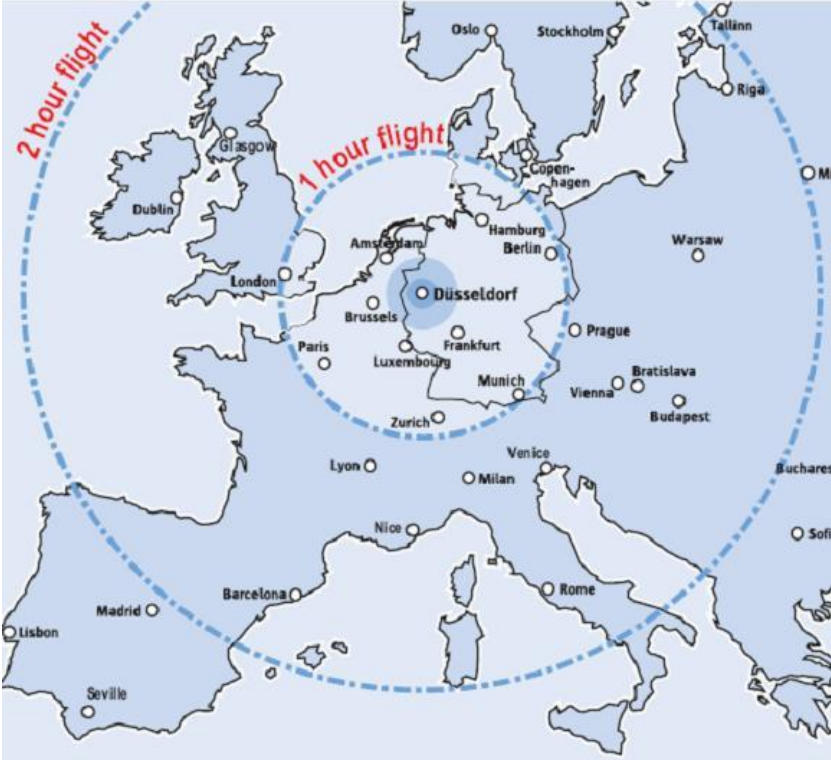 Oslo
Stockholm
Tallinn
2 hour flight
Riga
Glasgow
1 hour flight
Copen-
hagen
Dublin
Hamburg
Amsterdam
Berlin
Warsaw
London
Düsseldorf
Brussels
Paris
Frankfurt
Prague
Luxembourg
Munich
Vienna
Bratislava
Budapest
Zurich
Venice
Lyon
Milan
Nice
Barcelona
Rome
Madrid
Lisbon
Seville